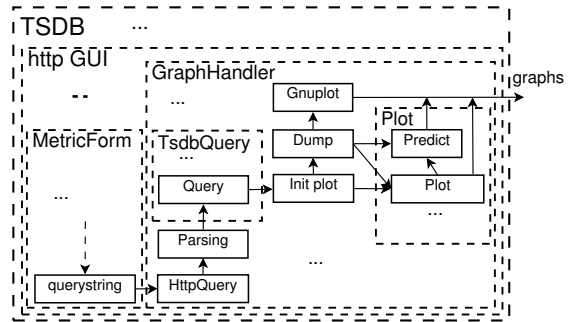 TSDB ...
http GUI
GraphHandler
graphs
--
...
Gnuplot
Plot
MetricForm
TsdbQuery
...
Dump
Predict
...
Query
Init plot
Plot
...
Parsing
...
querystring
HttpQuery